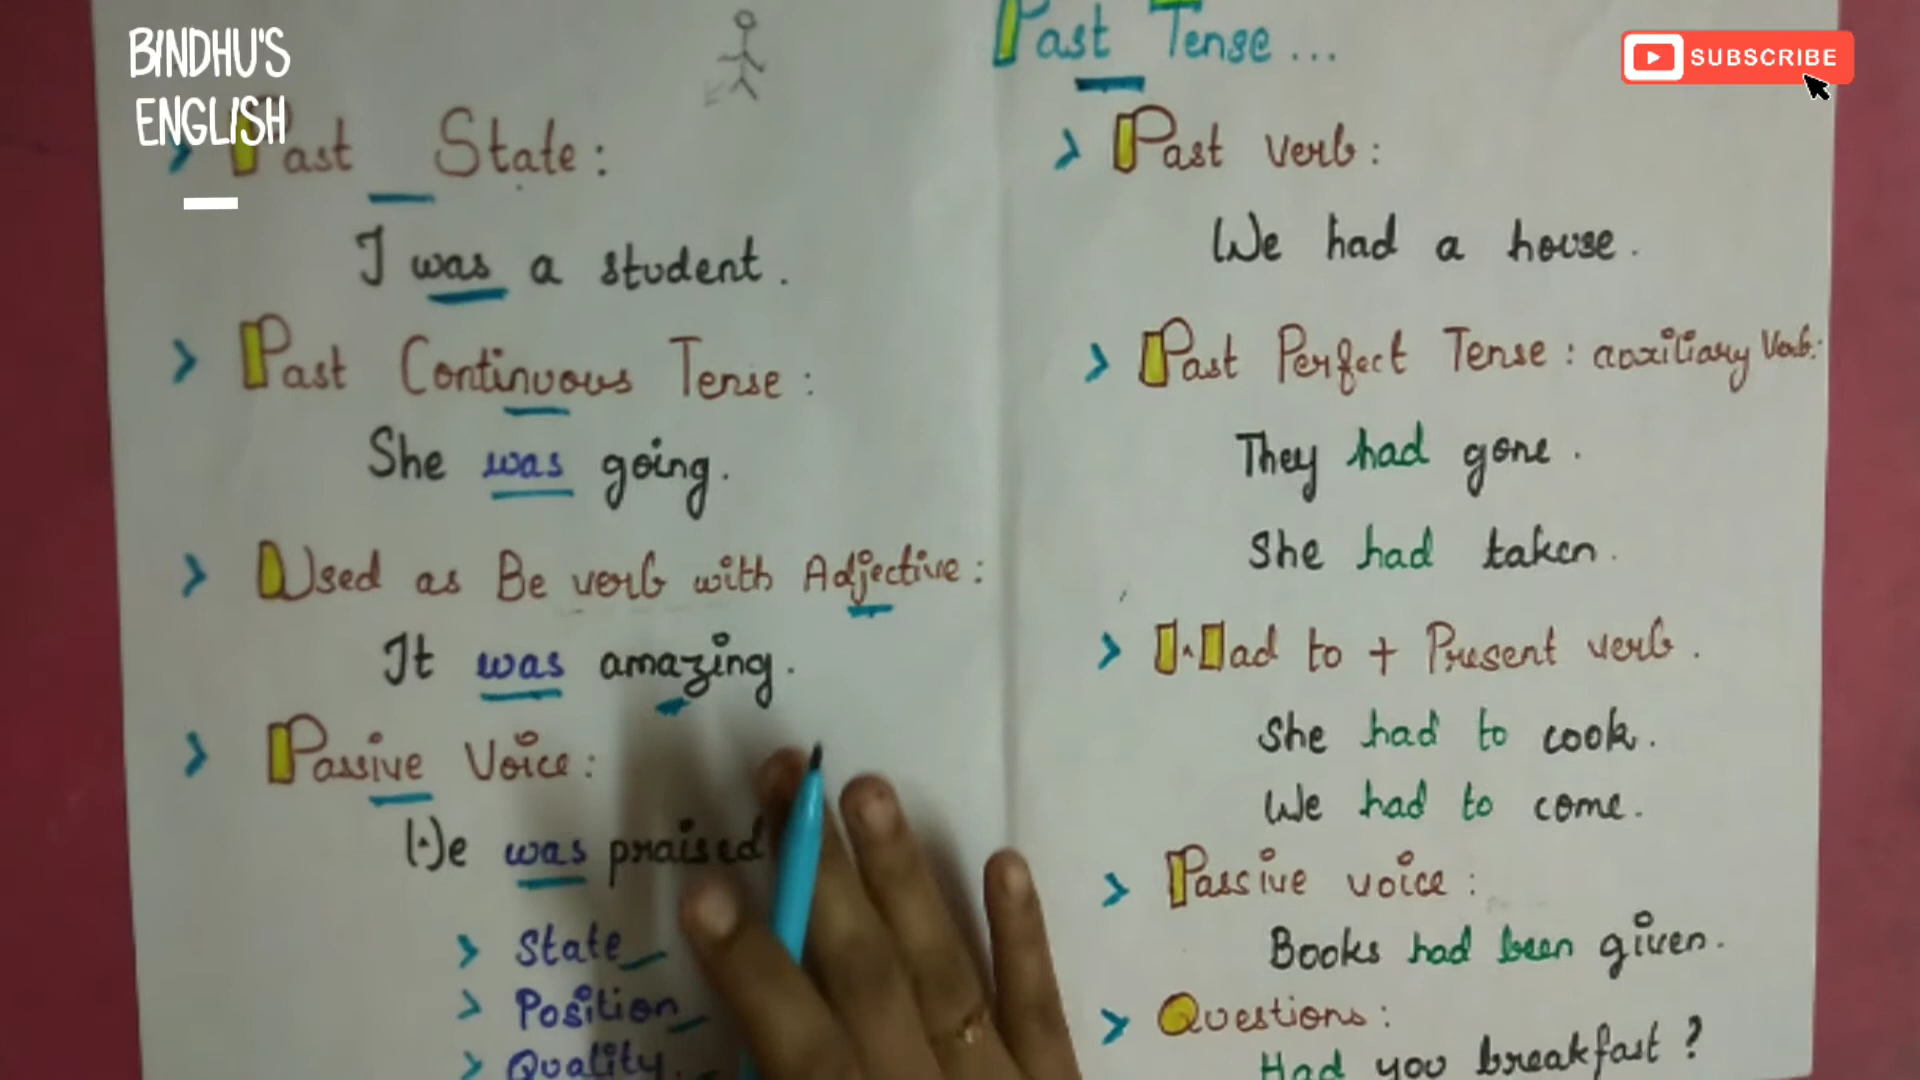 BINDHU'S
ENGLISH
SUBSCRIBE
Past State:
I was a student.
Past Continuous Tense:
She was going.
Used as Be verb with Adjective:
It was amazing.
Passive Voice:
He was praised
State
Position
Quality
Past Tense...
Past verb:
We had a house.
Past Perfect Tense: auxiliary Verb:
They had gone.
She had taken.
Had to + Present verb.
She had to cook.
We had to come.
Passive voice:
Books had been given.
Questions:
Had you breakfast?